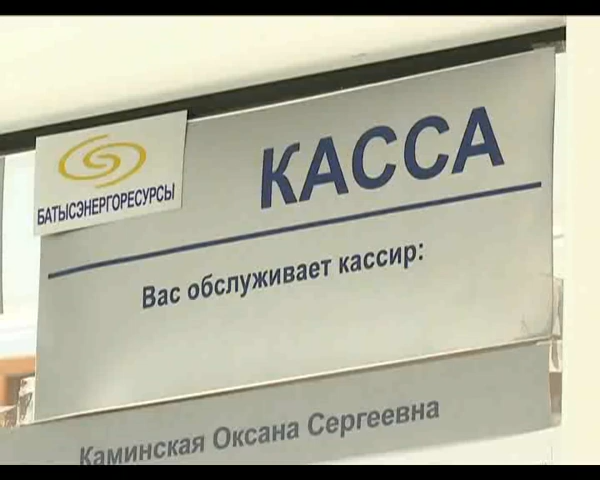 КАССА
БАТЫСЭНЕРГОРЕСУРСЫ
Вас обслуживает кассир:
Каминская Оксана Сергеевна